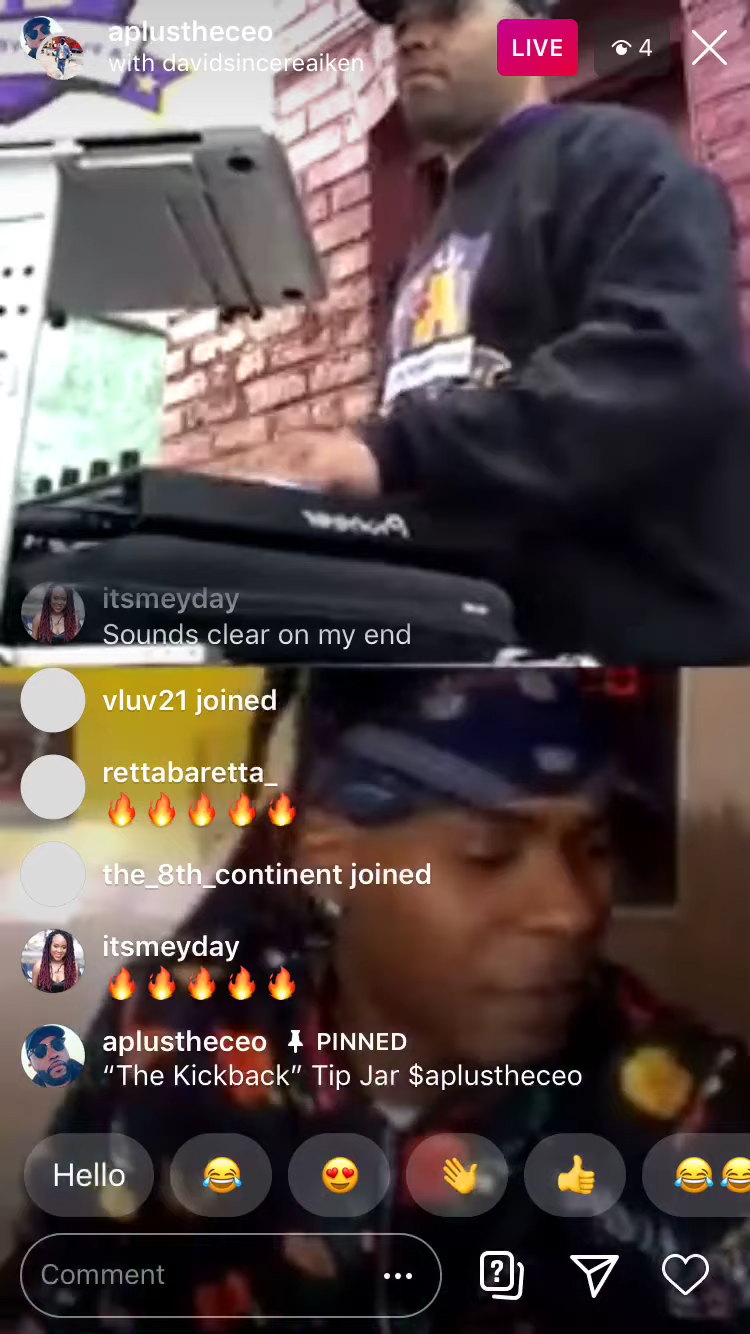 aplustheceo
with davidsincereaiken
LIVE
4
Pioneer
itsmeyday
Sounds clear on my end
vluv21 joined
rettabaretta_
🔥🔥🔥🔥🔥
the_8th_continent joined
itsmeyday
🔥🔥🔥🔥🔥
aplustheceo PINNED
“The Kickback” Tip Jar $aplustheceo
Hello 😂 😍 👋 👍 😂😂
Comment